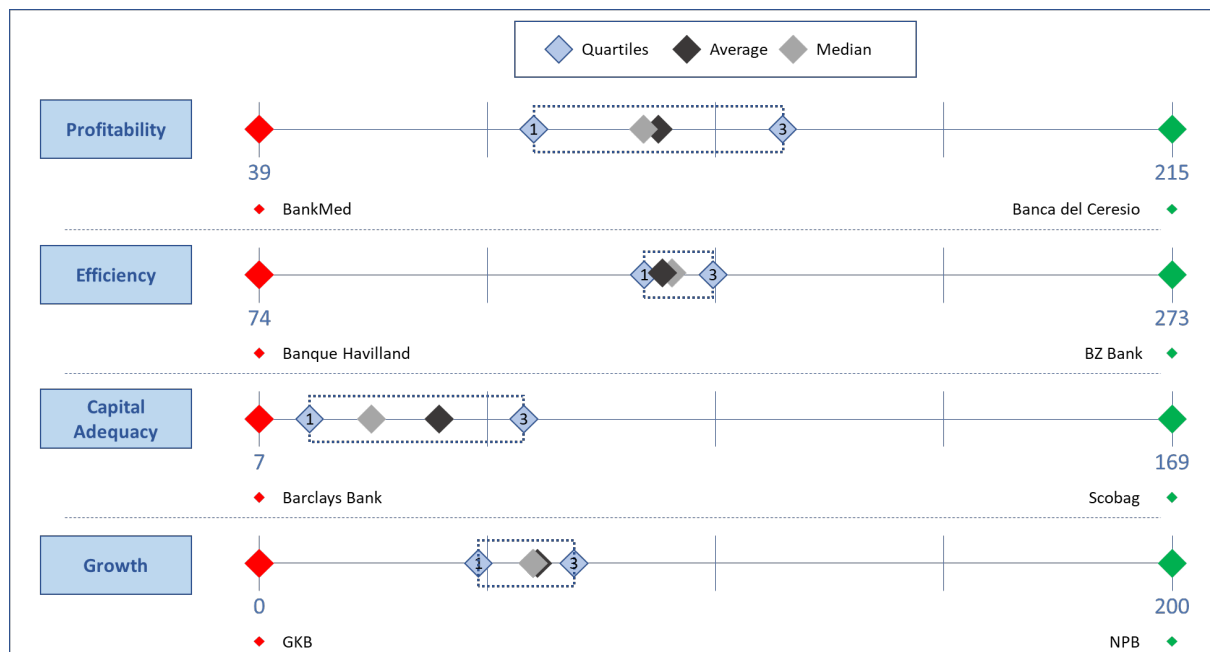 Quartiles Average Median
Profitability
1 3
39 215
BankMed Banca del Ceresio
Efficiency
1 3
74 273
Banque Havilland BZ Bank
Capital
Adequacy
1 3
7 169
Barclays Bank Scobag
Growth
1 3
0 200
GKB NPB